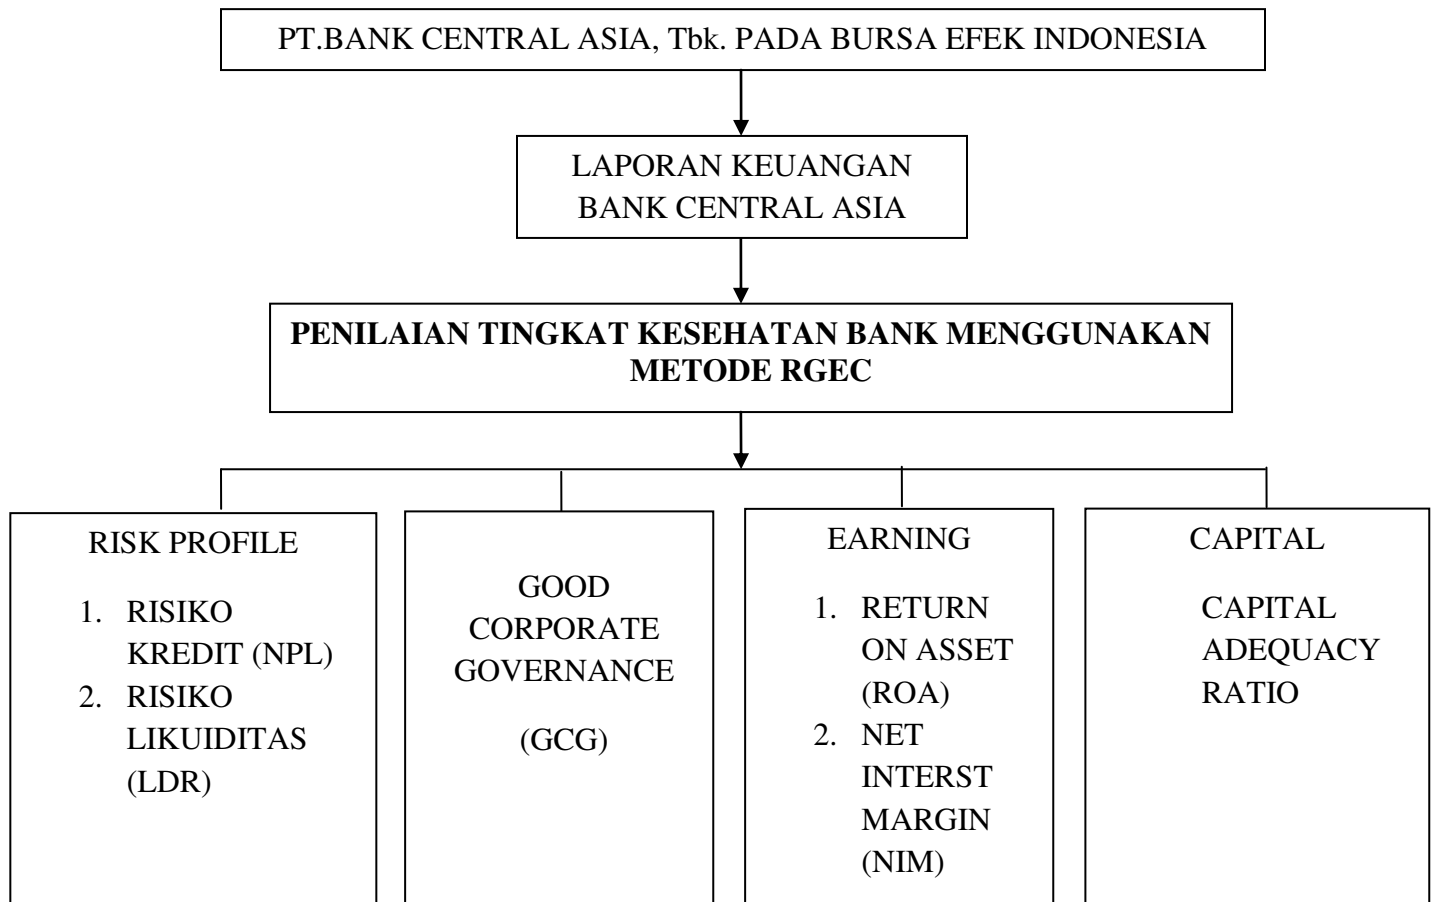 PT.BANK CENTRAL ASIA, Tbk. PADA BURSA EFEK INDONESIA
LAPORAN KEUANGAN
BANK CENTRAL ASIA
PENILAIAN TINGKAT KESEHATAN BANK MENGGUNAKAN
METODE RGEC
RISK PROFILE
1. RISIKO
KREDIT (NPL)
2. RISIKO
LIKUIDITAS
(LDR)
GOOD
CORPORATE
GOVERNANCE
(GCG)
EARNING
1. RETURN
ON ASSET
(ROA)
2. NET
INTERST
MARGIN
(NIM)
CAPITAL
CAPITAL
ADEQUACY
RATIO